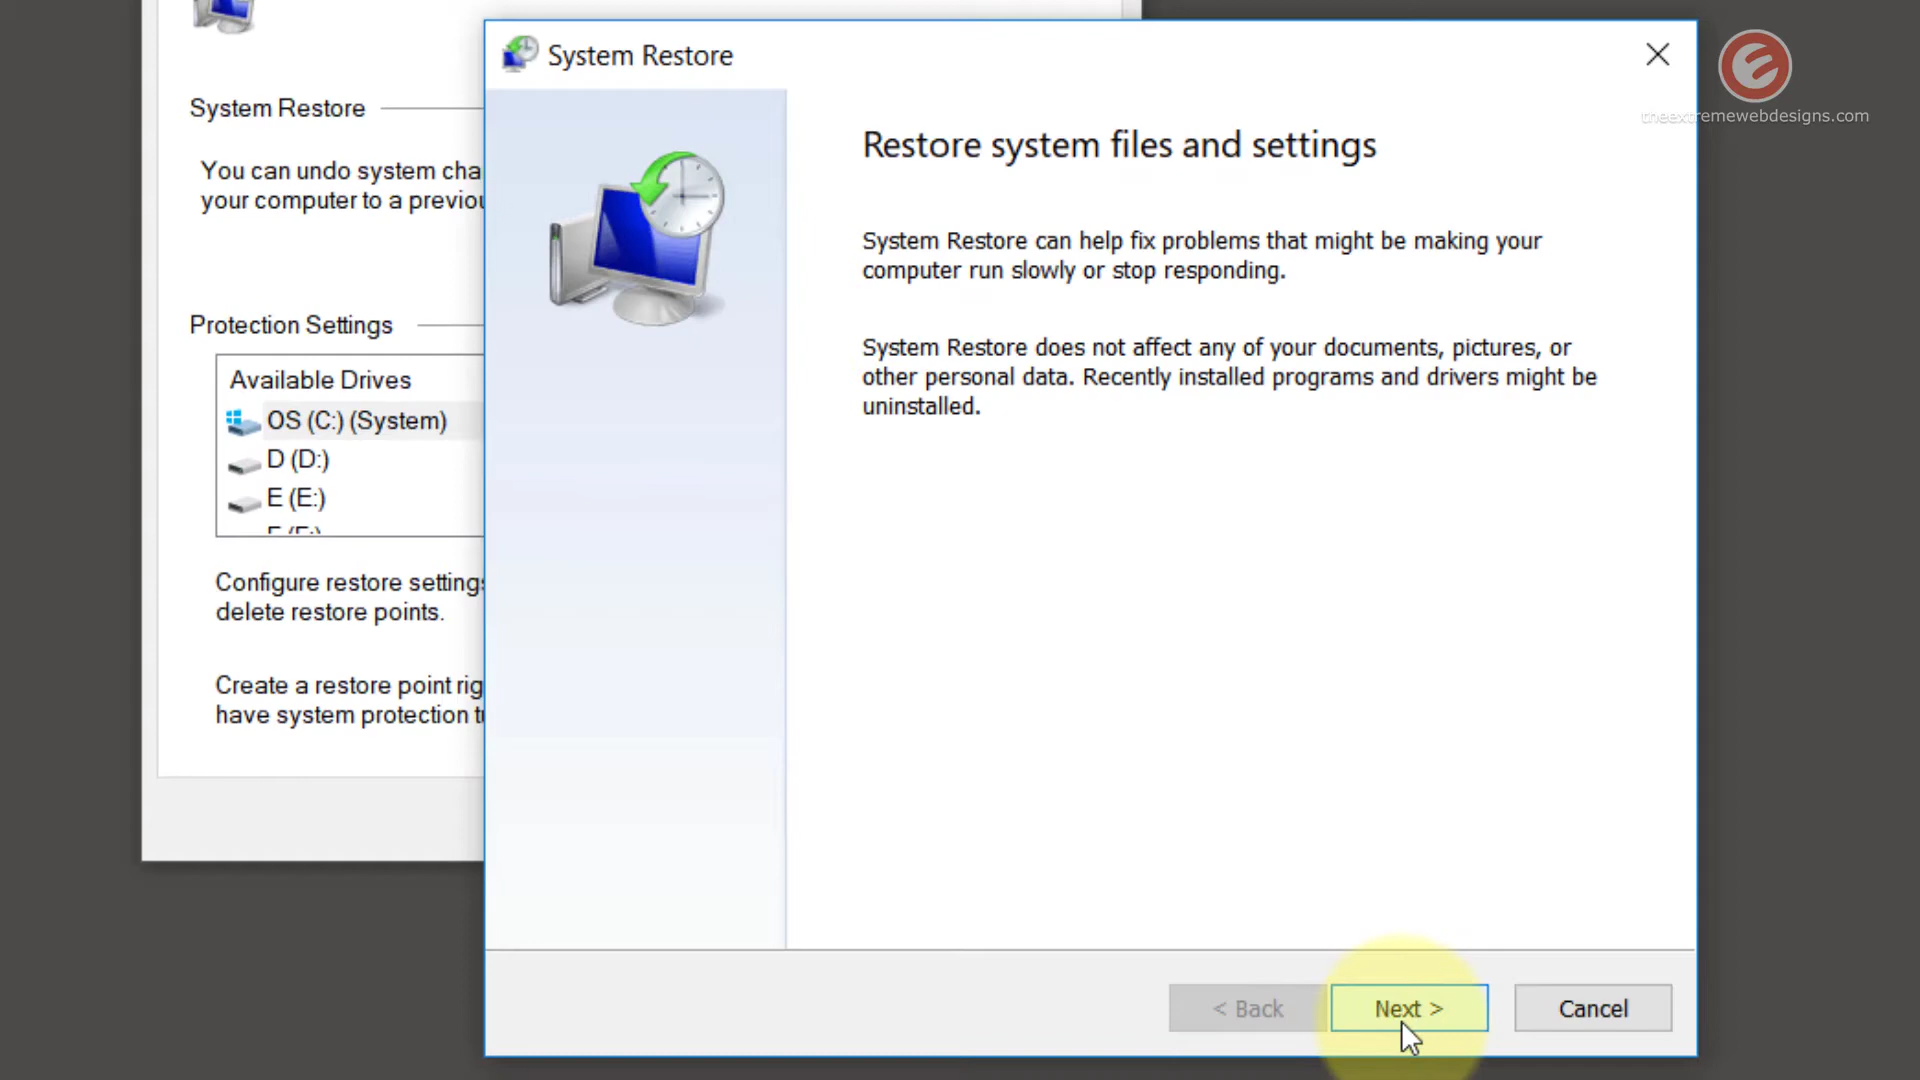 System Restore
You can undo system cha
your computer to a previou
Protection Settings
Available Drives
OS (C:) (System)
D (D:)
E (E:)
Configure restore settings
delete restore points.
Create a restore point rig
have system protection tu
System Restore
Restore system files and settings
System Restore can help fix problems that might be making your
computer run slowly or stop responding.
System Restore does not affect any of your documents, pictures, or
other personal data. Recently installed programs and drivers might be
uninstalled.
< Back
Next >
Cancel
theextremewebdesigns.com